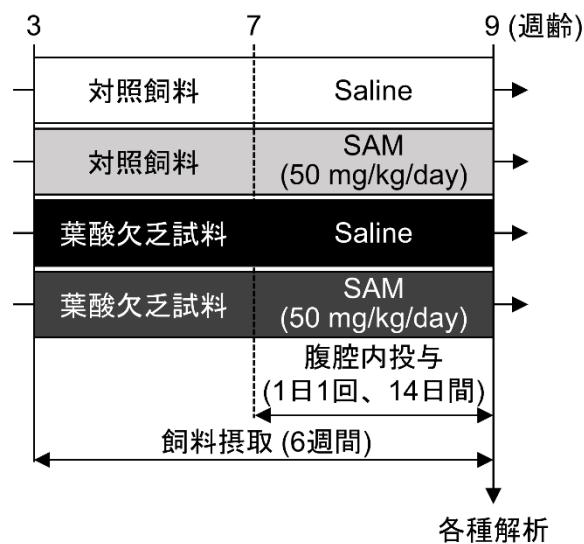 3 7 9 (週齢)
対照飼料 Saline
対照飼料 SAM
(50 mg/kg/day)
葉酸欠乏試料 Saline
葉酸欠乏試料 SAM
(50 mg/kg/day)
腹腔内投与
(1日1回、14日間)
飼料摂取 (6週間)
各種解析